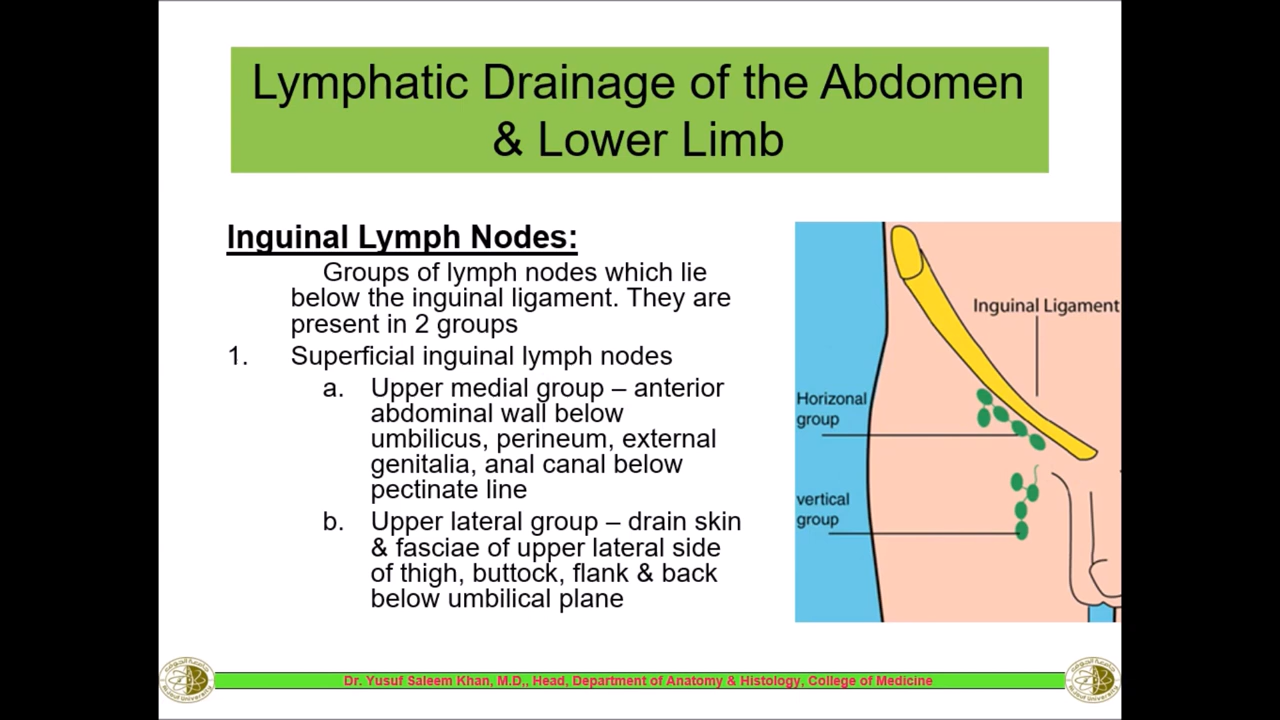 Lymphatic Drainage of the Abdomen
& Lower Limb
Inguinal Lymph Nodes:
Groups of lymph nodes which lie
below the inguinal ligament. They are
present in 2 groups
1. Superficial inguinal lymph nodes
a. Upper medial group – anterior
abdominal wall below
umbilicus, perineum, external
genitalia, anal canal below
pectinate line
b. Upper lateral group – drain skin
& fasciae of upper lateral side
of thigh, buttock, flank & back
below umbilical plane
Inguinal Ligament
Horizonal
group
vertical
group
Dr. Yusuf Saleem Khan, M.D,, Head, Department of Anatomy & Histology, College of Medicine